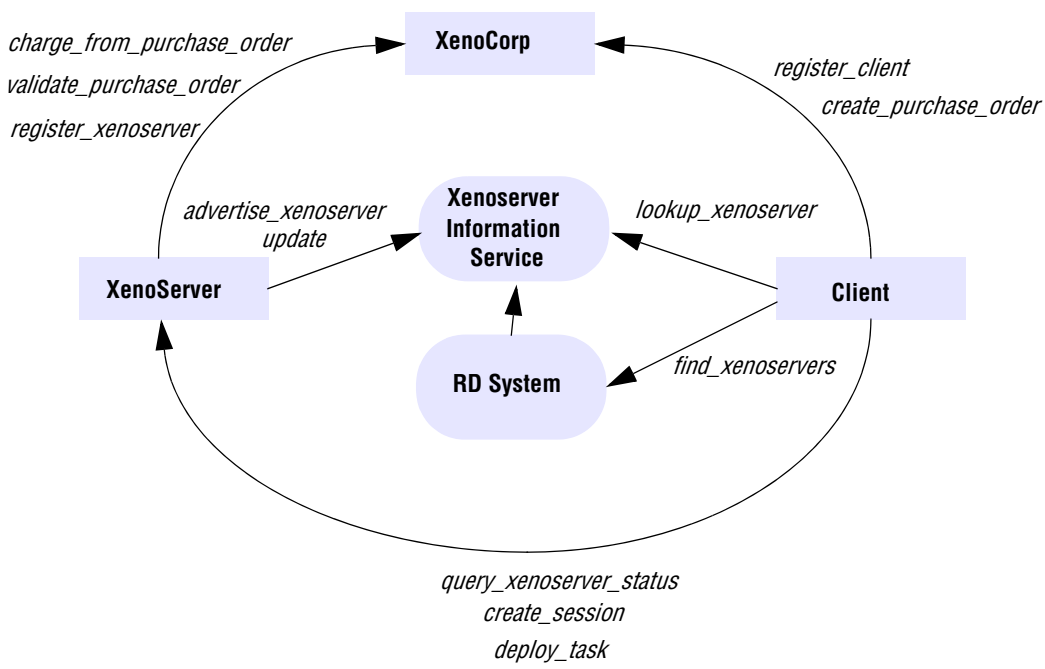 charge_from_purchase_order
validate_purchase_order
register_xenoserver
XenoCorp
register_client
create_purchase_order
advertise_xenoserver
update
Xenoserver
Information
Service
lookup_xenoserver
XenoServer
Client
RD System
find_xenoservers
query_xenoserver_status
create_session
deploy_task